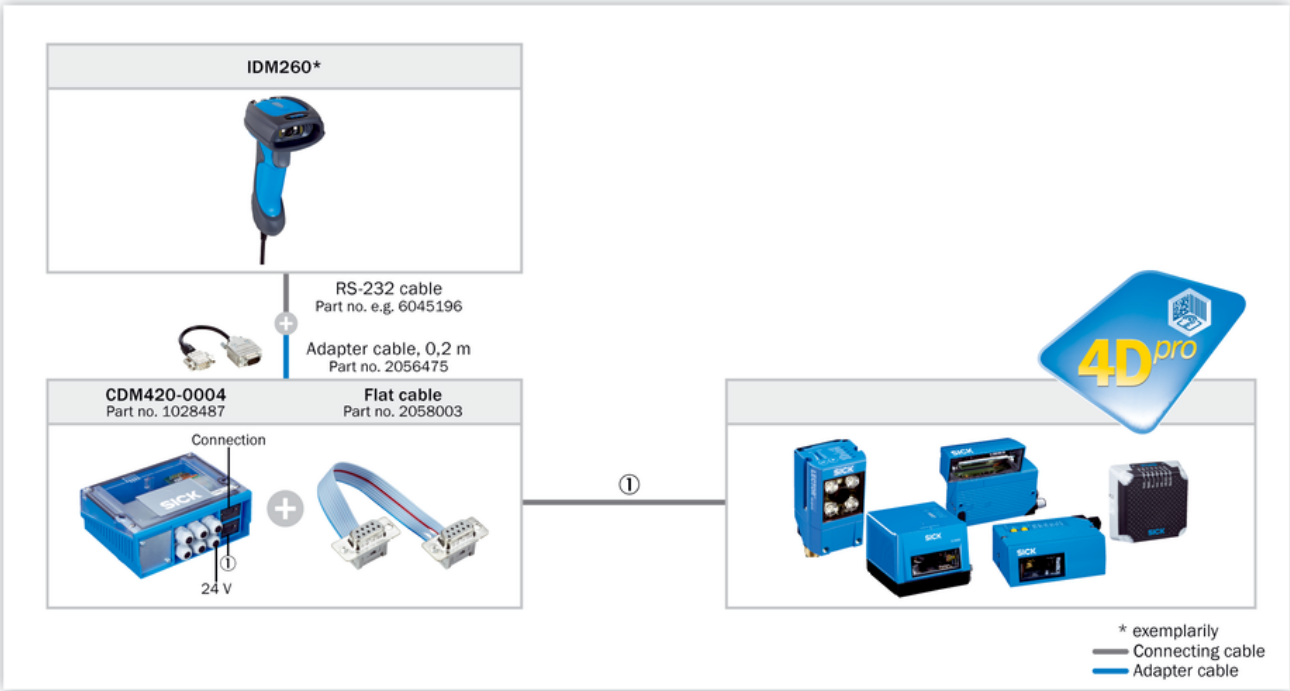 IDM260*
RS-232 cable
Part no. e.g. 6045196
Adapter cable, 0,2 m
Part no. 2056475
CDM420-0004
Part no. 1028487
Flat cable
Part no. 2058003
Connection
SICK
①
24 V
①
4Dpro
SICK
SICK
SICK
SICK
* exemplarily
Connecting cable
Adapter cable